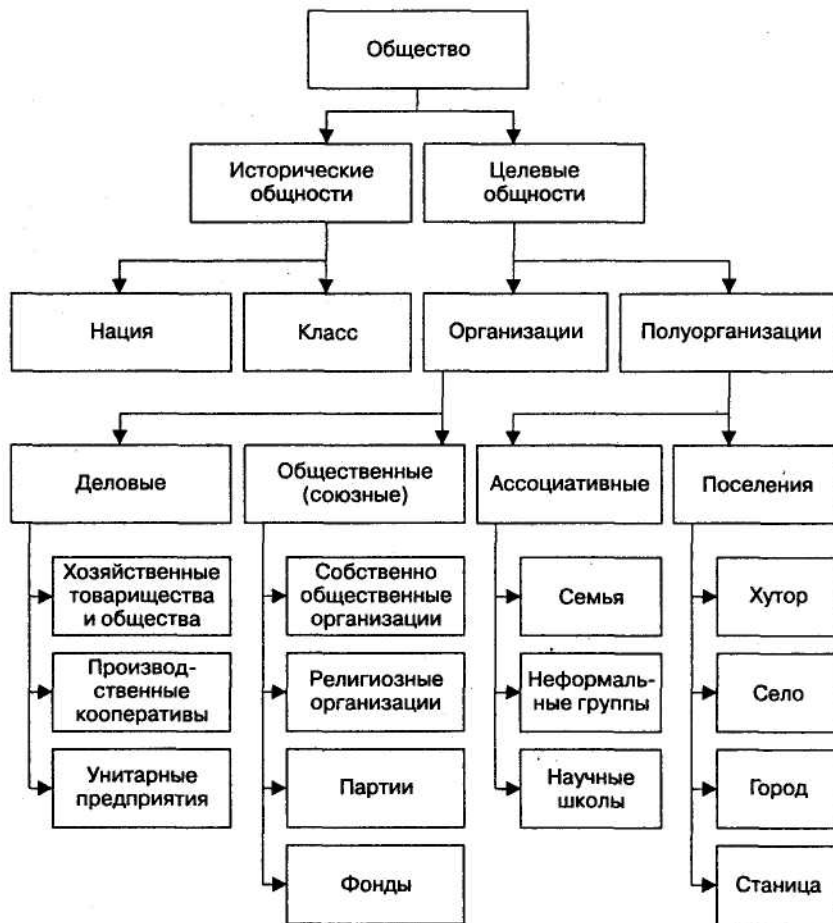 Общество
Исторические
общности
Целевые
общности
Нация
Класс
Организации
Полуорганизации
Деловые
Общественные
(союзные)
Ассоциативные
Поселения
Хозяйственные
товарищества
и общества
Собственно
общественные
организации
Семья
Хутор
Производ-
ственные
кооперативы
Религиозные
организации
Неформаль-
ные группы
Село
Унитарные
предприятия
Партии
Научные
школы
Город
Фонды
Станица